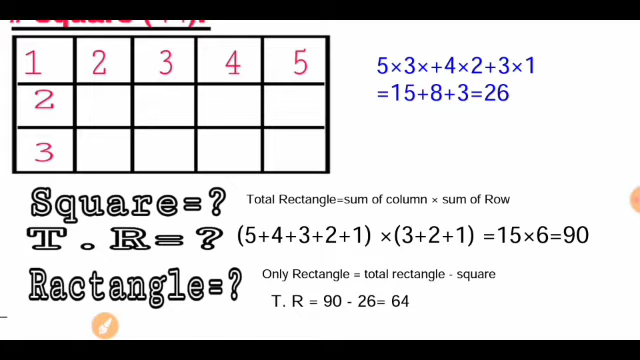 1 2 3 4 5
2
3
5×3×+4×2+3×1
=15+8+3=26
Square=?
Total Rectangle=sum of column × sum of Row
T.R=?
(5+4+3+2+1) ×(3+2+1) =15×6=90
Ractangle=?
Only Rectangle = total rectangle - square
T. R = 90 - 26= 64